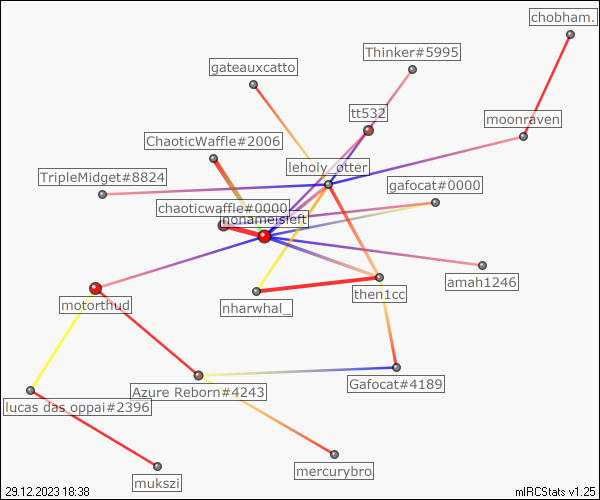 chobham.
Thinker#5995
gateauxcatto
tt532
moonraven
ChaoticWaffle#2006
leholy_otter
TripleMidget#8824
gafocat#0000
chaoticwaffle#0000
nonameisleft
amah1246
then1cc
motorthud
nharwhal_
Gafocat#4189
Azure Reborn#4243
lucas das oppai#2396
mercurybro
mukszi
29.12.2023 18:38
mIRCStats v1.25